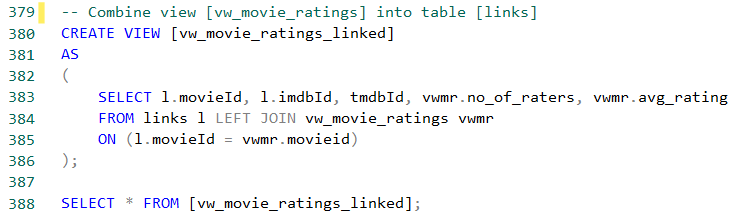 379 -- Combine view [vw_movie_ratings] into table [links]
380 CREATE VIEW [vw_movie_ratings_linked]
381 AS
382 (
383     SELECT l.movieId, l.imdbId, tmdbId, vwmr.no_of_raters, vwmr.avg_rating
384     FROM links l LEFT JOIN vw_movie_ratings vwmr
385     ON (l.movieId = vwmr.movieid)
386 );
387
388 SELECT * FROM [vw_movie_ratings_linked];